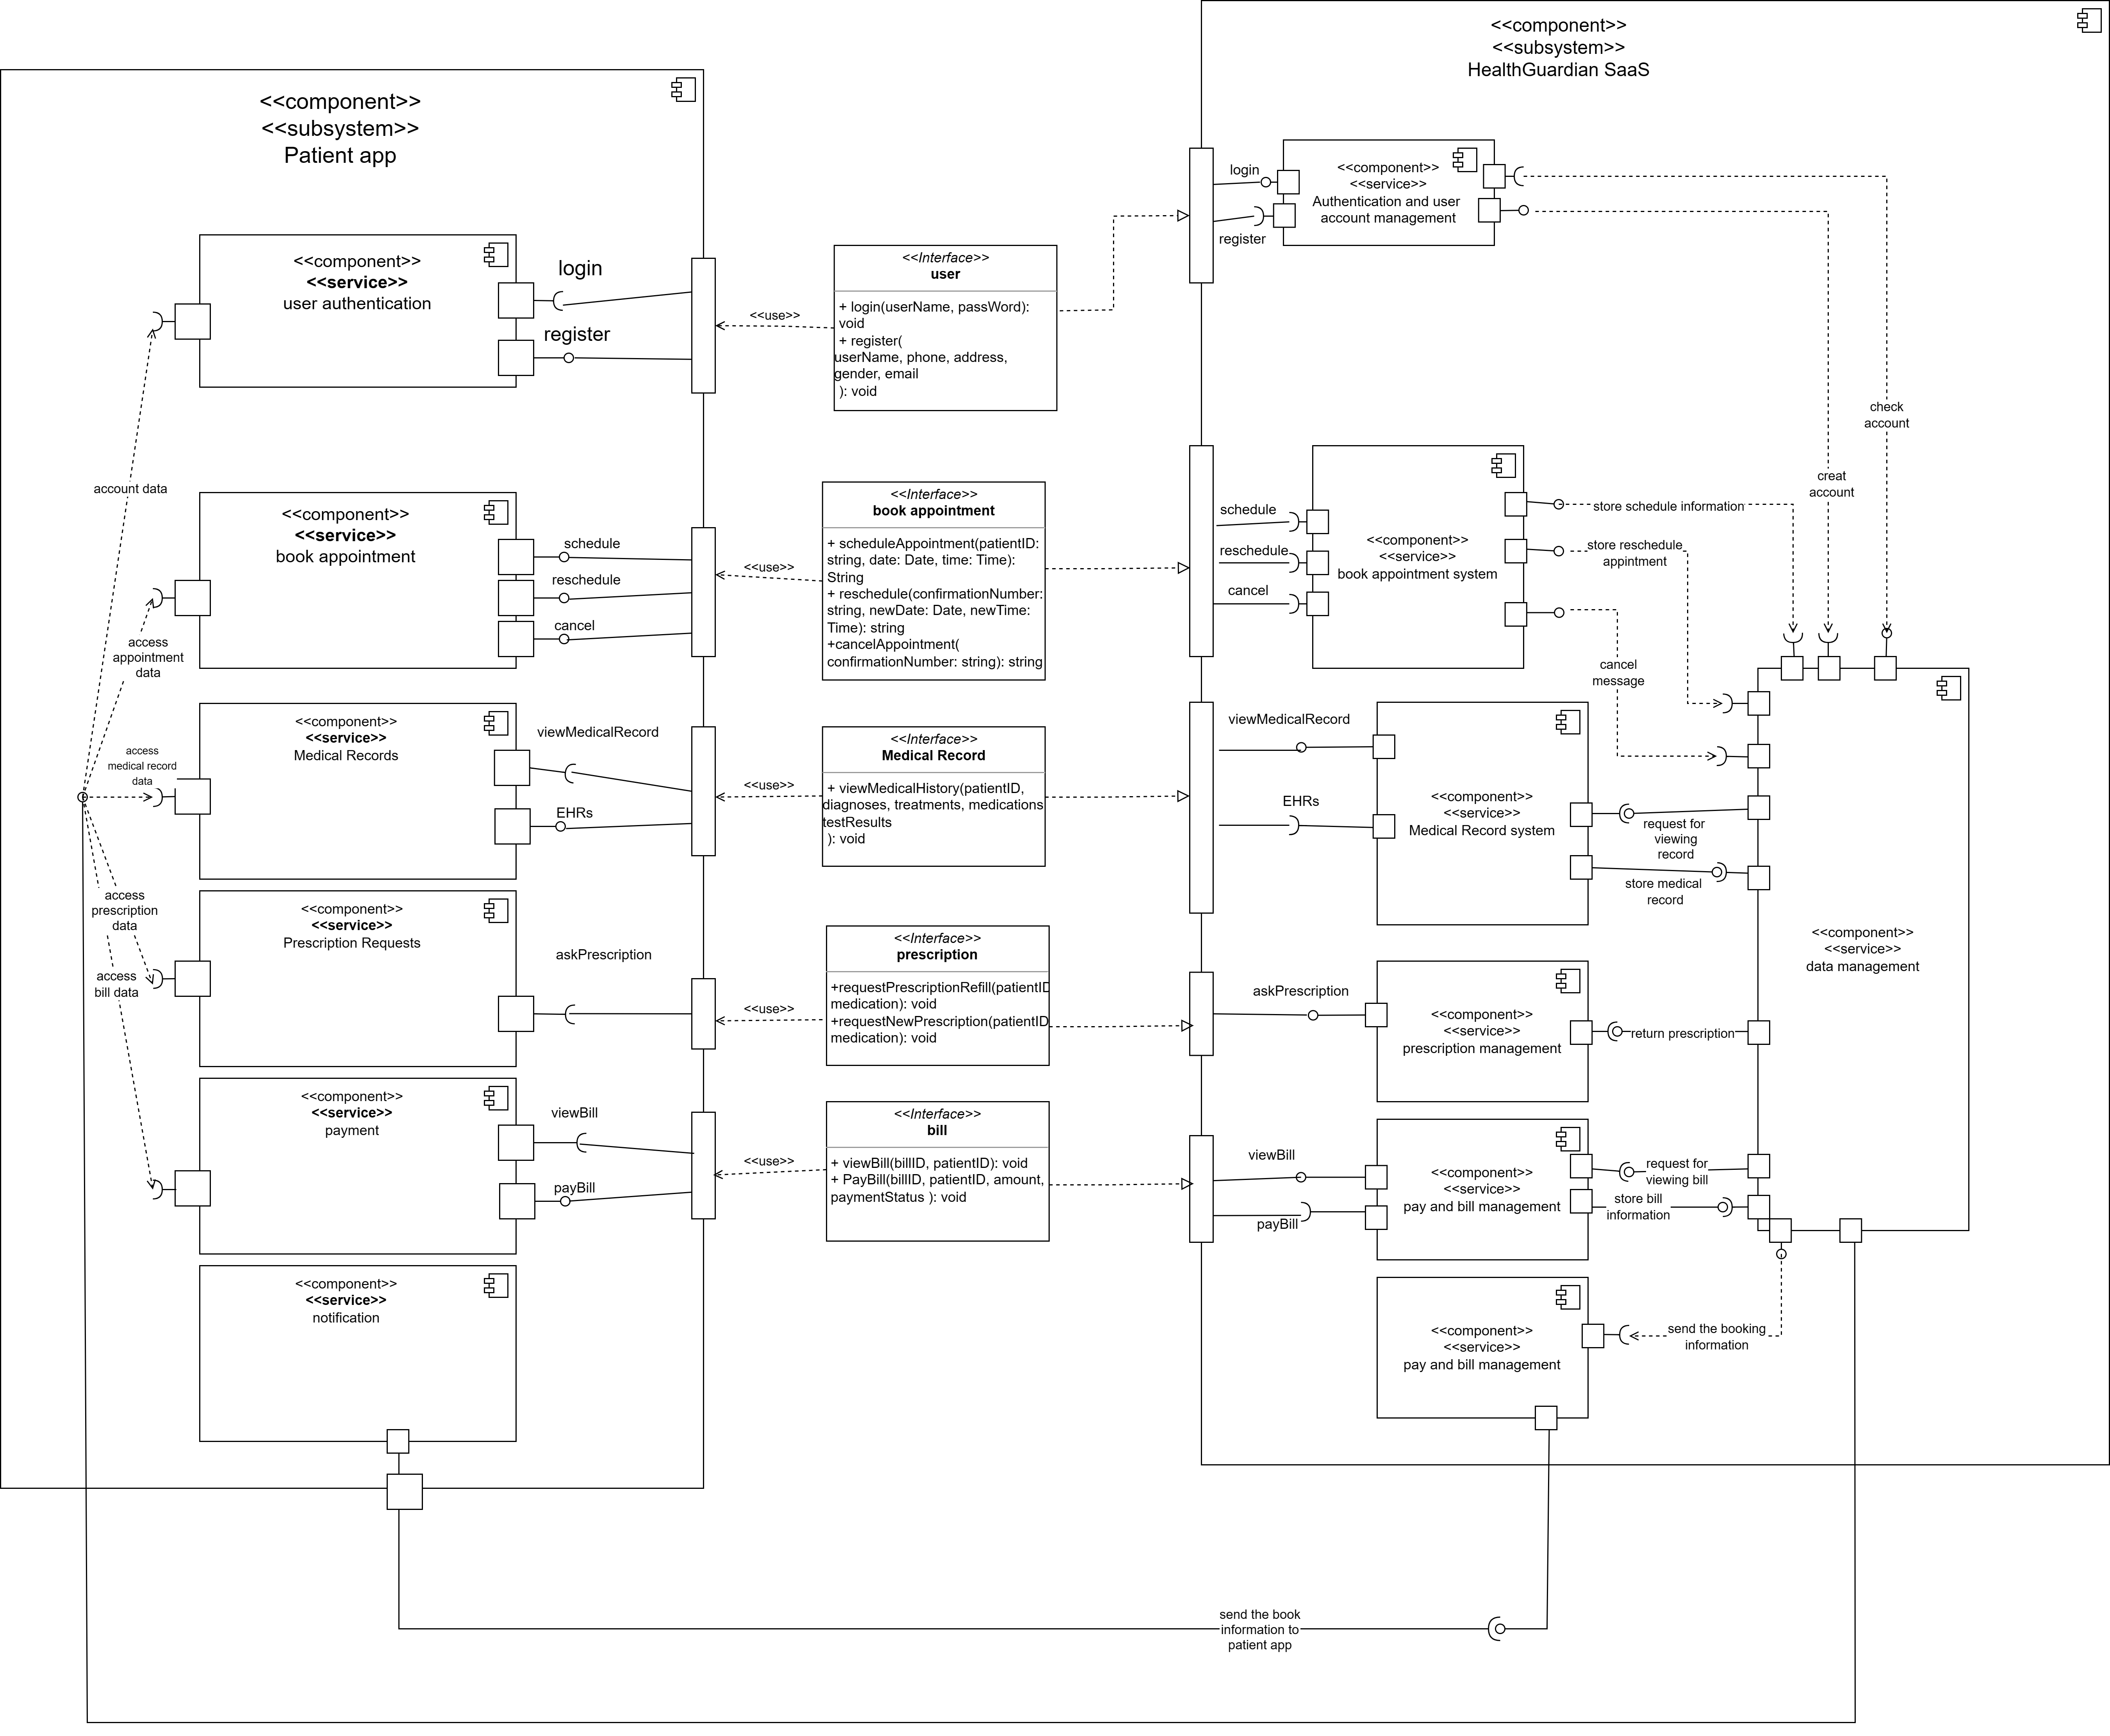 <<component>>
<<subsystem>>
Patient app
<<component>>
<<service>>
user authentication
login
register
account data
<<component>>
<<service>>
book appointment
schedule
reschedule
cancel
access
appointment
data
<<component>>
<<service>>
Medical Records
viewMedicalRecord
EHRs
access
medical record
data
<<component>>
<<service>>
Prescription Requests
askPrescription
access
prescription
data
access
bill data
<<component>>
<<service>>
payment
viewBill
payBill
<<component>>
<<service>>
notification
<<use>>
<<Interface>>
user
+ login(userName, passWord):
void
+ register(
userName, phone, address,
gender, email
): void
<<use>>
<<Interface>>
book appointment
+ scheduleAppointment(patientID:
string, date: Date, time: Time):
String
+ reschedule(confirmationNumber:
string, newDate: Date, newTime:
Time): string
+cancelAppointment(
confirmationNumber: string): string
<<use>>
<<Interface>>
Medical Record
+ viewMedicalHistory(patientID,
diagnoses, treatments, medications
testResults
): void
<<use>>
<<Interface>>
prescription
+requestPrescriptionRefill(patientID
medication): void
+requestNewPrescription(patientID
medication): void
<<use>>
<<Interface>>
bill
+ viewBill(billID, patientID): void
+ PayBill(billID, patientID, amount,
paymentStatus ): void
<<component>>
<<subsystem>>
HealthGuardian SaaS
login
register
<<component>>
<<service>>
Authentication and user
account management
check
account
creat
account
schedule
reschedule
cancel
<<component>>
<<service>>
book appointment system
store schedule information
store reschedule
appintment
cancel
message
viewMedicalRecord
EHRs
<<component>>
<<service>>
Medical Record system
request for
viewing
record
store medical
record
<<component>>
<<service>>
data management
askPrescription
<<component>>
<<service>>
prescription management
return prescription
viewBill
payBill
<<component>>
<<service>>
pay and bill management
request for
viewing bill
store bill
information
<<component>>
<<service>>
pay and bill management
send the booking
information
send the book
information to
patient app